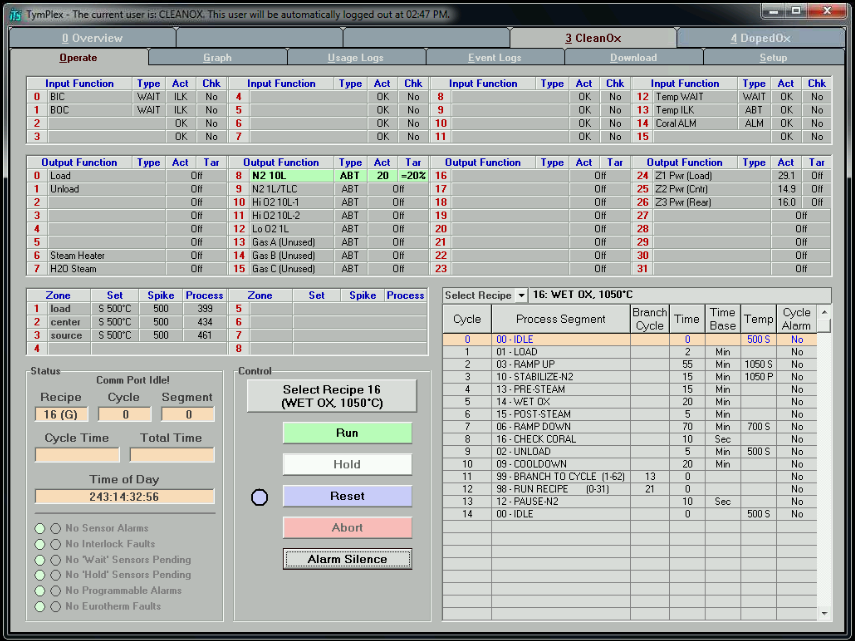 TymPlex - The current user is: CLEANOX. This user will be automatically logged out at 02:47 PM.
0 Overview 3 CleanOx 4 DopedOx
Operate Graph Usage Logs Event Logs Download Setup
Input Function Type Act Chk Input Function Type Act Chk Input Function Type Act Chk Input Function Type Act Chk
0 BIC WAIT ILK No 4 OK No 8 OK No 12 Temp WAIT WAIT OK No
1 BOC WAIT ILK No 5 OK No 9 OK No 13 Temp ILK ABT OK No
2 OK No 6 OK No 10 OK No 14 Coral ALM ALM OK No
3 OK No 7 OK No 11 OK No 15 OK No
Output Function Type Act Tar Output Function Type Act Tar Output Function Type Act Tar Output Function Type Act Tar
0 Load Off 8 N2 10L ABT 20 =20% 16 Off 24 Z1 Pwr (Load) 29.1 Off
1 Unload Off 9 N2 1L/TLC ABT Off 17 Off 25 Z2 Pwr (Cntr) 14.9 Off
2 Off 10 Hi O2 10L-1 ABT Off 18 Off 26 Z3 Pwr (Rear) 16.0 Off
3 Off 11 Hi O2 10L-2 ABT Off 19 Off 27 Off
4 Off 12 Lo O2 1L ABT Off 20 Off 28 Off
5 Off 13 Gas A (Unused) ABT Off 21 Off 29 Off
6 Steam Heater Off 14 Gas B (Unused) ABT Off 22 Off 30 Off
7 H2O Steam Off 15 Gas C (Unused) ABT Off 23 Off 31 Off
Zone Set Spike Process Zone Set Spike Process
1 load S 500°C 500 399 5
2 center S 500°C 500 434 6
3 source S 500°C 500 461 7
4 8
Select Recipe 16: WET OX, 1050°C
Cycle Process Segment Branch Cycle Time Time Base Temp Cycle Alarm
0 00 - IDLE 0 500 S No
1 01 - LOAD 2 Min No
2 03 - RAMP UP 55 Min 1050 S No
3 10 - STABILIZE-N2 15 Min 1050 P No
4 13 - PRE-STEAM 15 Min No
5 14 - WET OX 20 Min No
6 15 - POST-STEAM 5 Min No
7 06 - RAMP DOWN 70 Min 700 S No
8 16 - CHECK CORAL 10 Sec No
9 02 - UNLOAD 5 Min 500 S No
10 09 - COOLDOWN 20 Min No
11 99 - BRANCH TO CYCLE (1-62) 13 0 No
12 98 - RUN RECIPE (0-31) 21 0 No
13 12 - PAUSE-N2 10 Sec No
14 00 - IDLE 0 500 S No
Status
Comm Port Idle!
Recipe Cycle Segment
16 (G) 0 0
Cycle Time Total Time
Time of Day
243:14:32:56
No Sensor Alarms
No Interlock Faults
No 'Wait' Sensors Pending
No 'Hold' Sensors Pending
No Programmable Alarms
No Eurotherm Faults
Control
Select Recipe 16
(WET OX, 1050°C)
Run
Hold
Reset
Abort
Alarm Silence